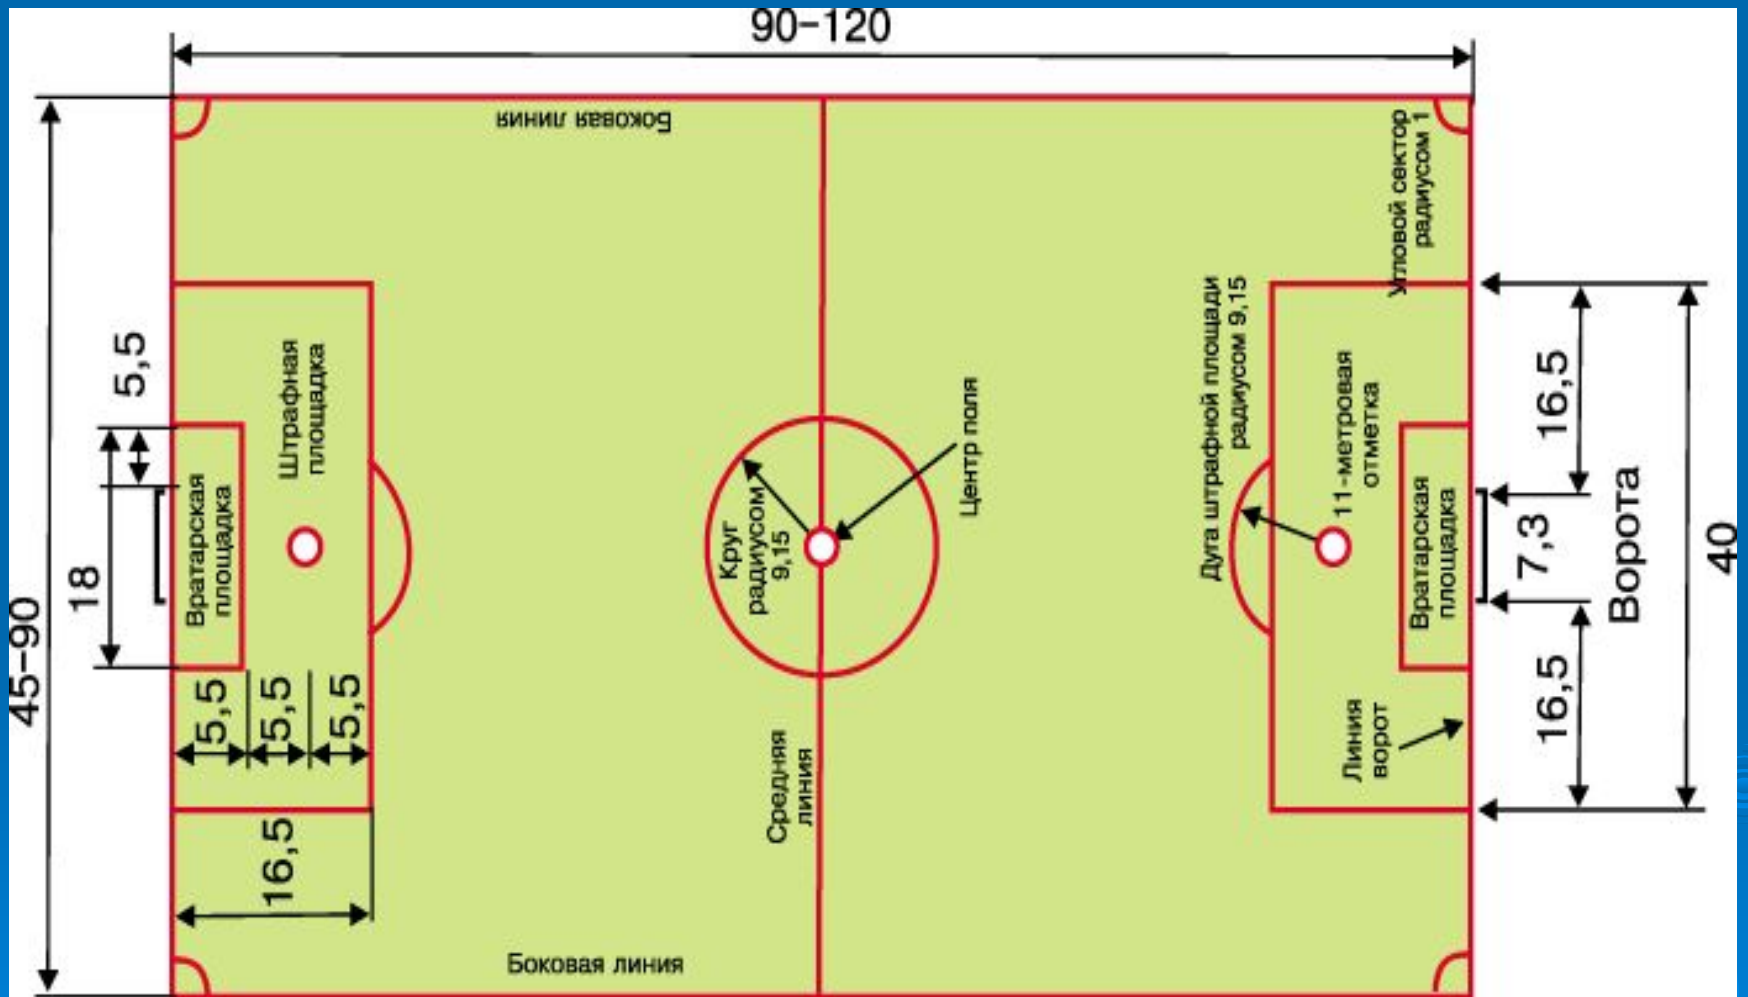 90-120
Боковая линия
Угловой сектор
радиусом 1
5,5
Штрафная
площадка
Дуга штрафной площади
радиусом 9,15
11-метровая
отметка
16,5
Центр поля
Вратарская
площадка
Круг
радиусом
9,15
Вратарская
площадка
7,3
Ворота
40
18
45-90
5,5
5,5
5,5
Средняя
линия
Линия
ворот
16,5
16,5
Боковая линия